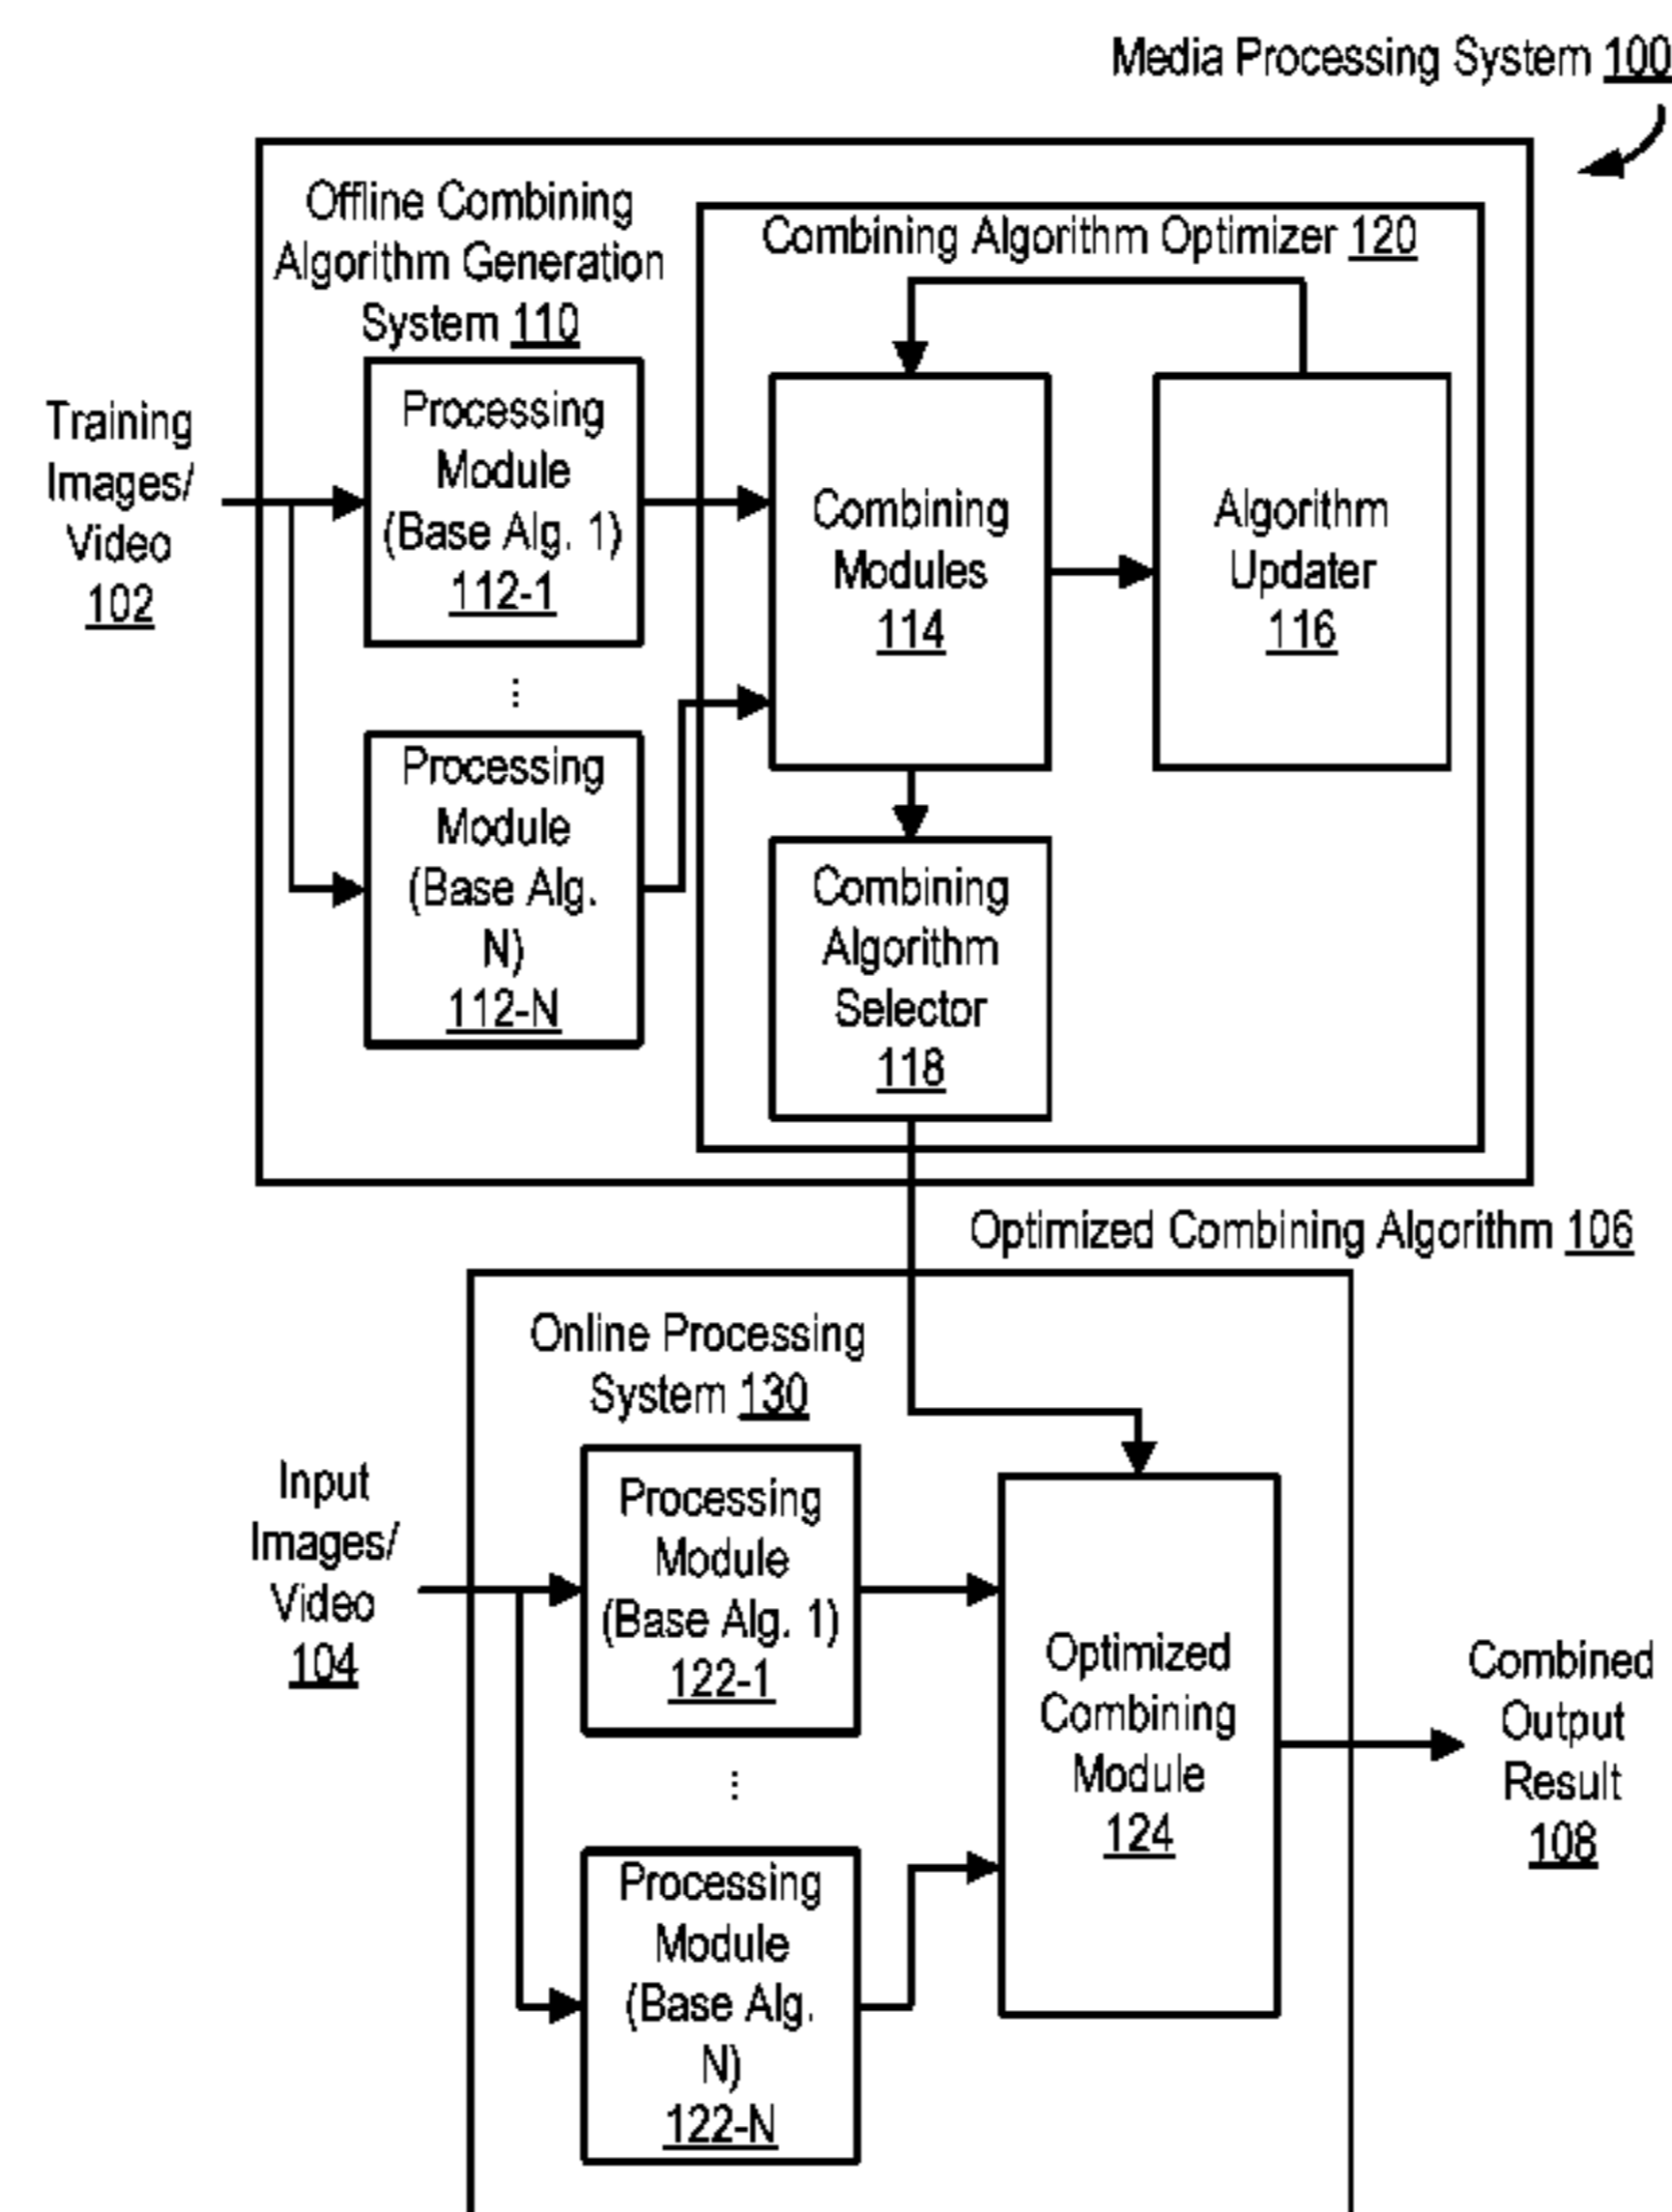 Media Processing System 100
Offline Combining
Algorithm Generation
System 110
Combining Algorithm Optimizer 120
Training
Images/
Video
102
Processing
Module
(Base Alg. 1)
112-1
Combining
Modules
114
Algorithm
Updater
116
...
Processing
Module
(Base Alg.
N)
112-N
Combining
Algorithm
Selector
118
Optimized Combining Algorithm 106
Online Processing
System 130
Input
Images/
Video
104
Processing
Module
(Base Alg. 1)
122-1
Optimized
Combining
Module
124
Combined
Output
Result
108
...
Processing
Module
(Base Alg.
N)
122-N